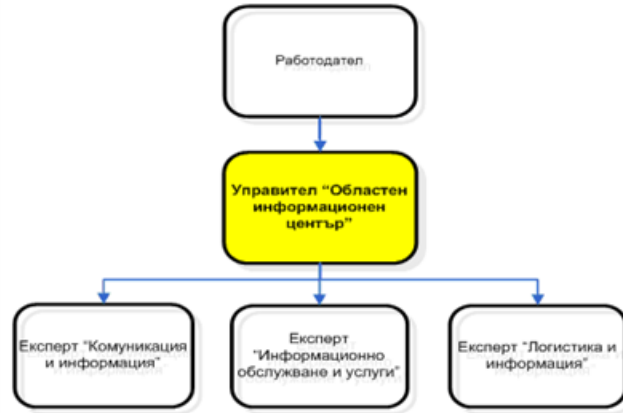 Работодател
Управител “Областен
информационен
център”
Експерт “Комуникация
и информация”
Експерт
“Информационно
обслужване и услуги”
Експерт “Логистика и
информация”